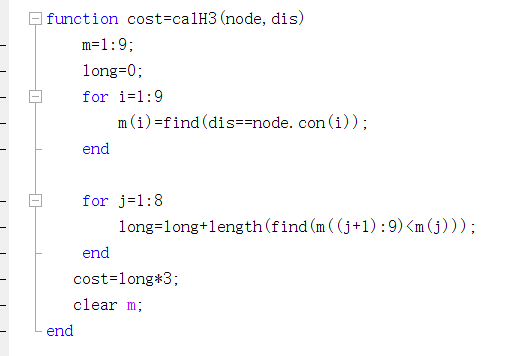 function cost=calH3(node,dis)
m=1:9;
long=0;
for i=1:9
m(i)=find(dis==node.con(i));
end
for j=1:8
long=long+length(find(m((j+1):9)<m(j)));
end
cost=long*3;
clear m;
end